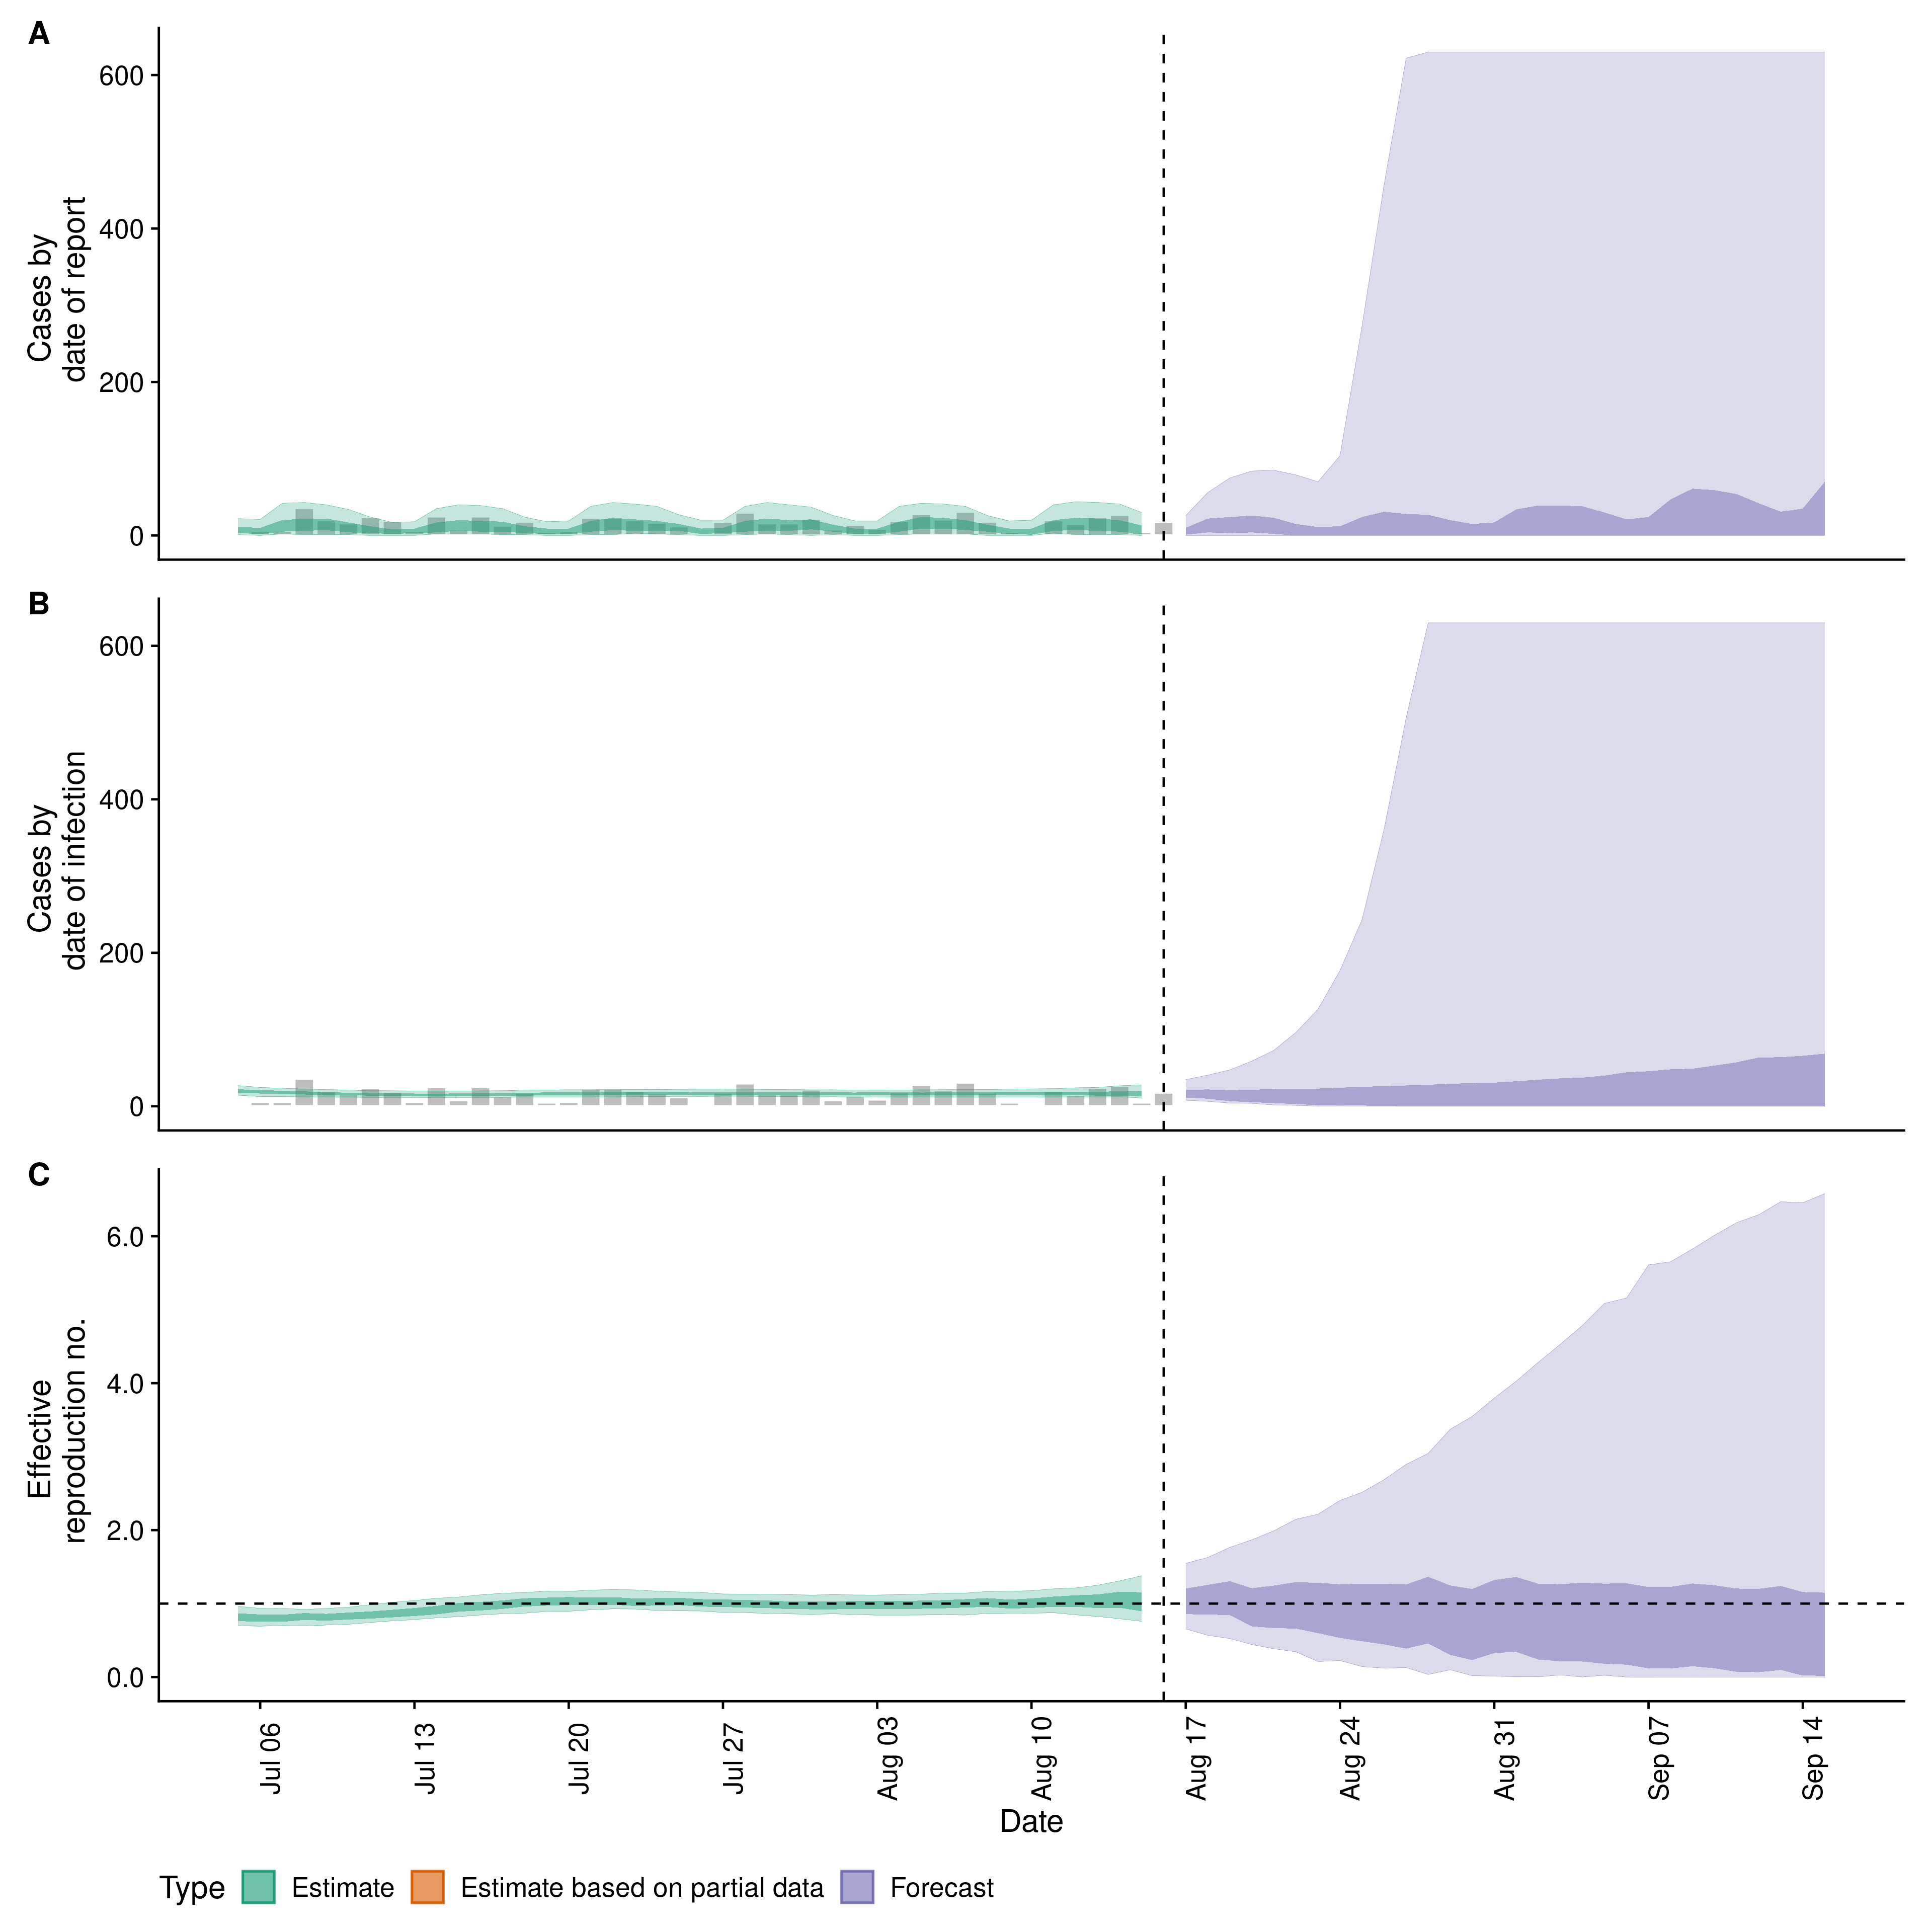 A
Cases by
date of report
600
400
200
0
B
Cases by
date of infection
600
400
200
0
C
Effective
reproduction no.
6.0
4.0
2.0
0.0
Jul 06
Jul 13
Jul 20
Jul 27
Aug 03
Aug 10
Aug 17
Aug 24
Aug 31
Sep 07
Sep 14
Date
Type Estimate Estimate based on partial data Forecast